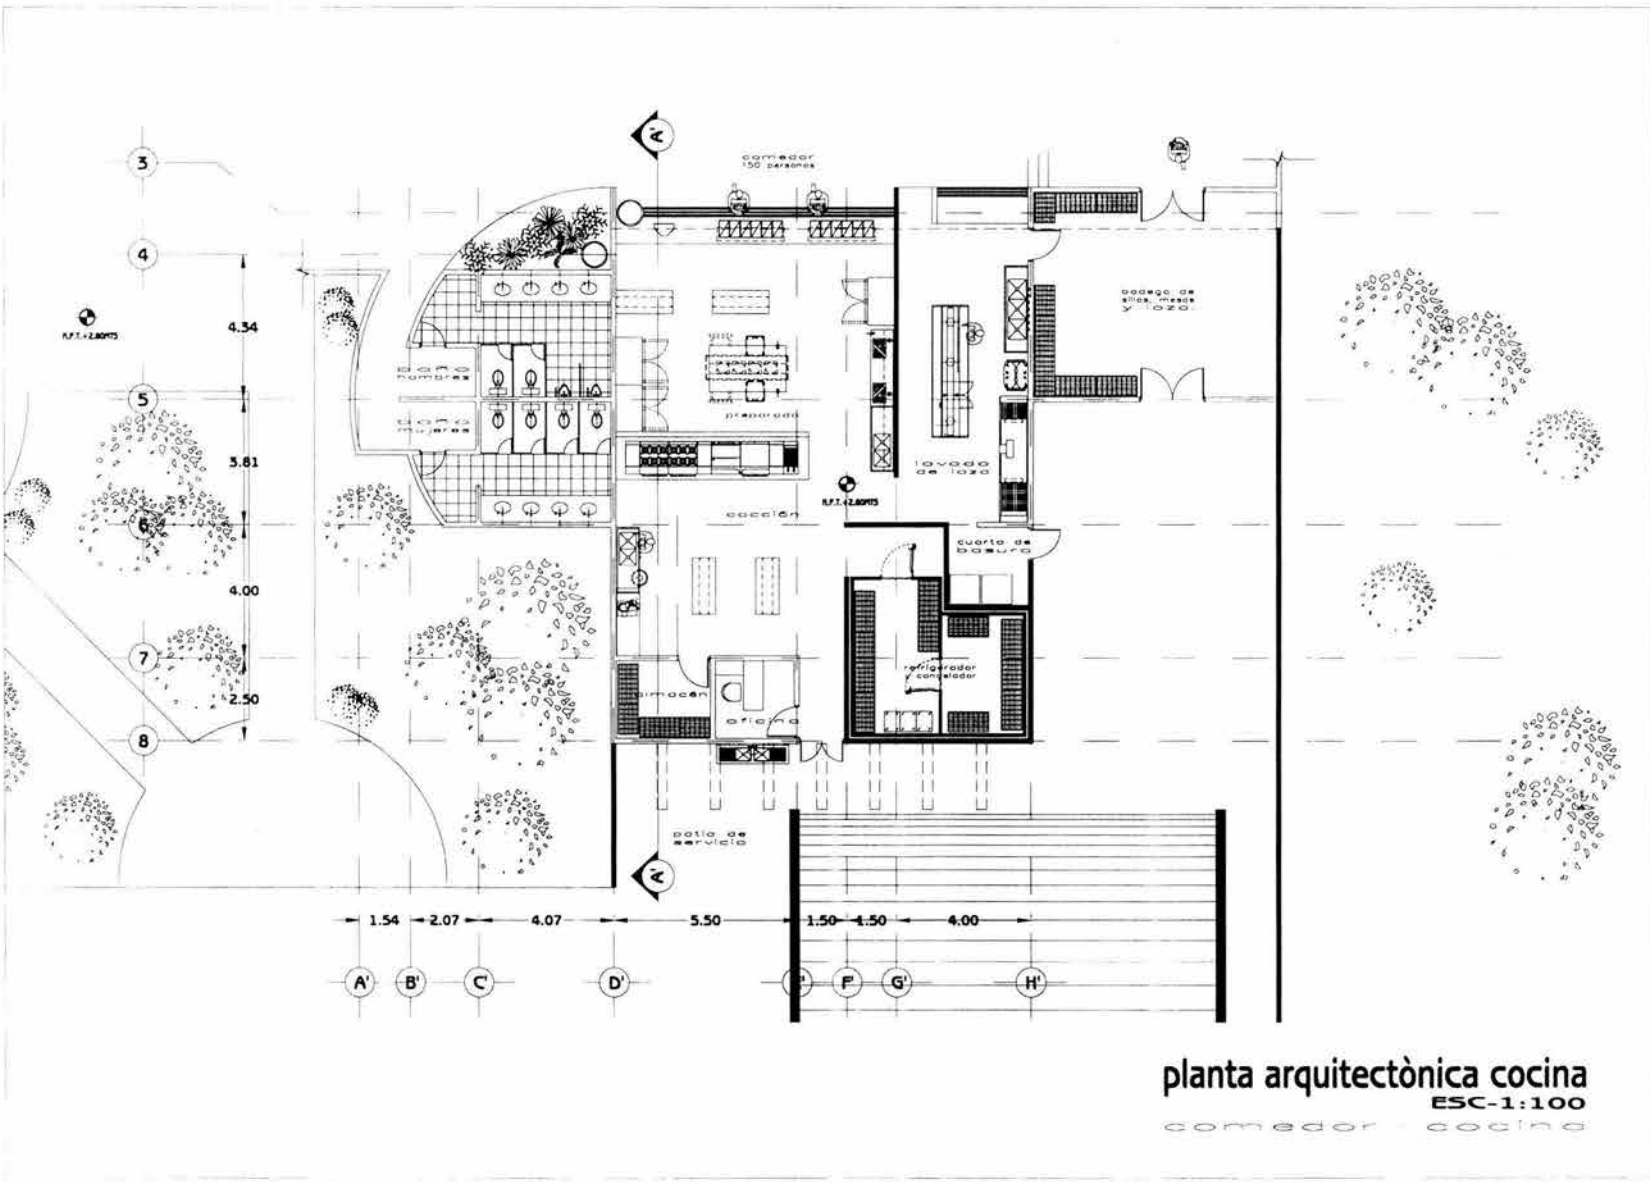 A'
comedor
150 personas
3
4
bodega de
sillas, mesas
y loza.
N.P.T.+2.80MTS
4.34
baño
hombres
5
baño
mujeres
preparado
3.81
lavado
de loza
N.P.T.+2.80MTS
cocción
6
cuarto de
basura
4.00
7
refrigerador
congelador
almacén
2.50
oficina
8
patio de
servicio
A'
1.54 2.07 4.07 5.50 1.50 1.50 4.00
A' B' C' D' F' G' H'
planta arquitectònica cocina
ESC-1:100
comedor cocina